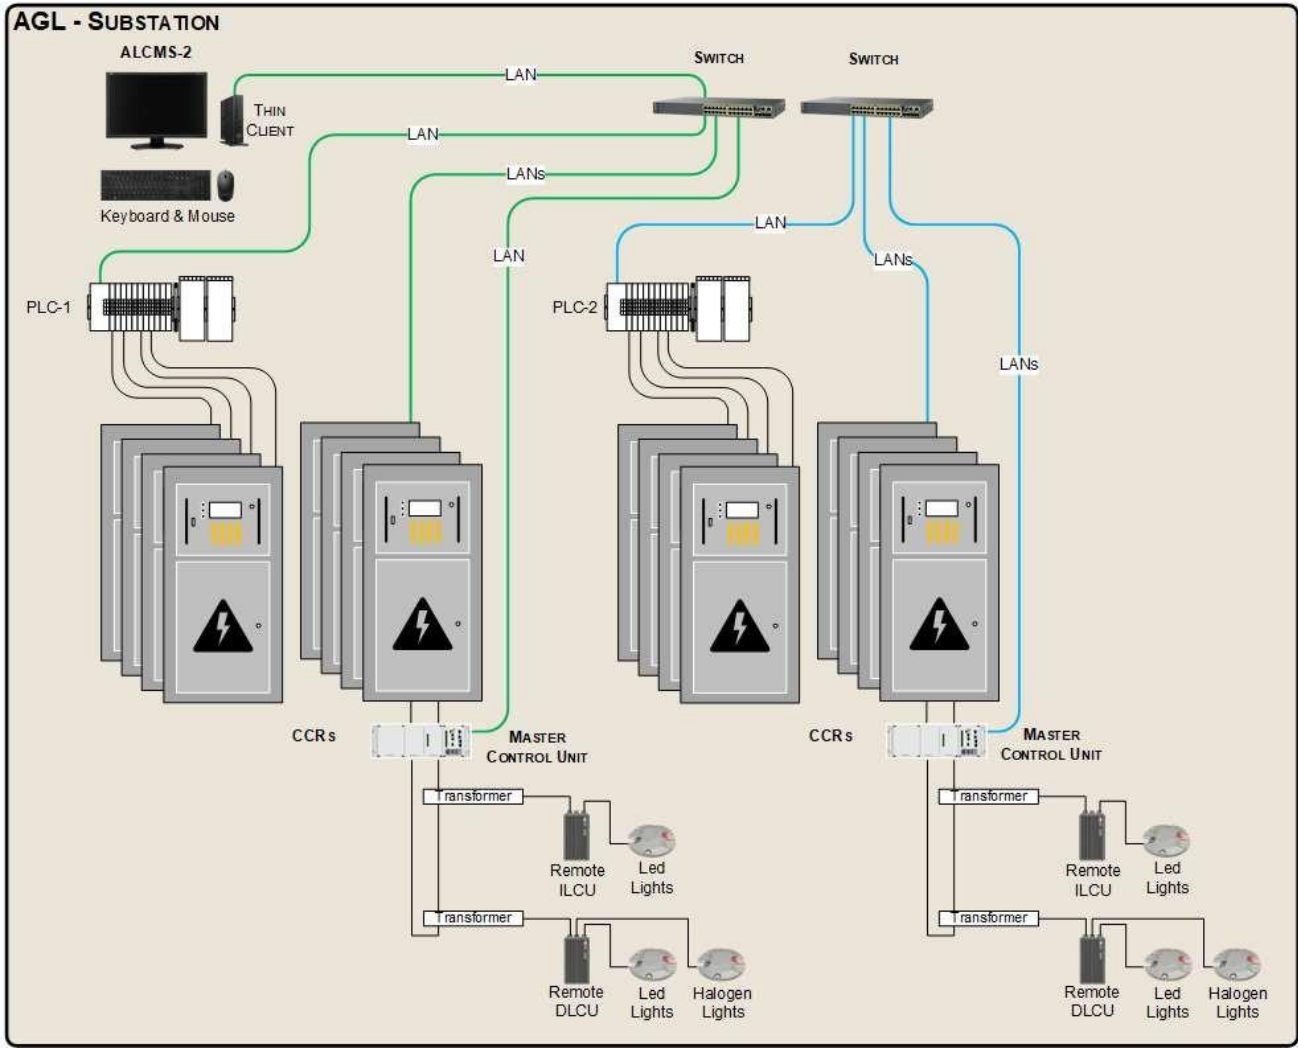 AGL - SUBSTATION
ALCMS-2
THIN
CLIENT
Keyboard & Mouse
SWITCH
SWITCH
LAN
LAN
LANs
LAN
LAN
LANs
LANs
PLC-1
PLC-2
CCRs
MASTER
CONTROL UNIT
CCRs
MASTER
CONTROL UNIT
Transformer
Remote
ILCU
Led
Lights
Transformer
Remote
ILCU
Led
Lights
Transformer
Remote
DLCU
Led
Lights
Halogen
Lights
Transformer
Remote
DLCU
Led
Lights
Halogen
Lights